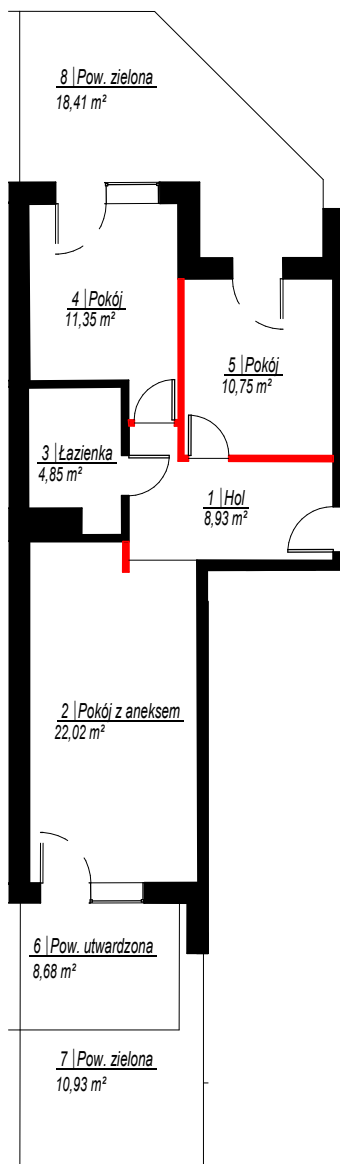 8 | Pow. zielona
18,41 m²
4 | Pokój
11,35 m²
5 | Pokój
10,75 m²
3 | Łazienka
4,85 m²
1 | Hol
8,93 m²
2 | Pokój z aneksem
22,02 m²
6 | Pow. utwardzona
8,68 m²
7 | Pow. zielona
10,93 m²